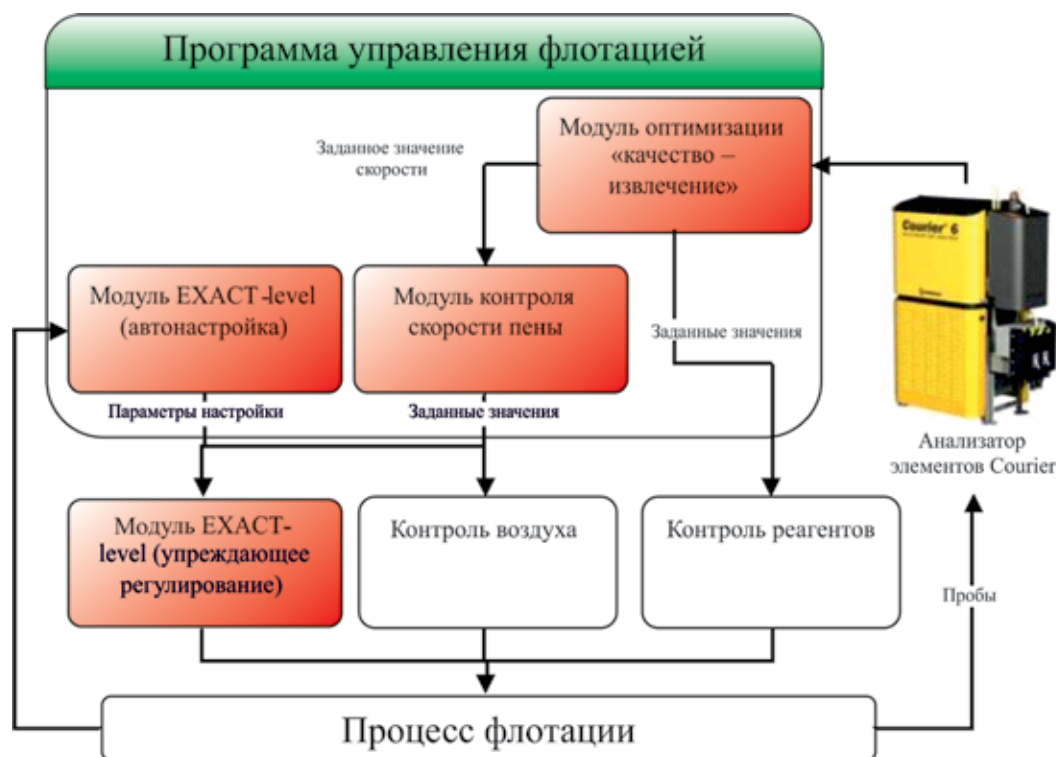 Программа управления флотацией
Модуль оптимизации
«качество –
извлечение»
Заданное значение
скорости
Courier 6
Модуль EXACT-level
(автонастройка)
Модуль контроля
скорости пены
Заданные значения
Параметры настройки
Заданные значения
Анализатор
элементов Courier
Модуль EXACT-
level (упреждающее
регулирование)
Контроль воздуха
Контроль реагентов
Пробы
Процесс флотации